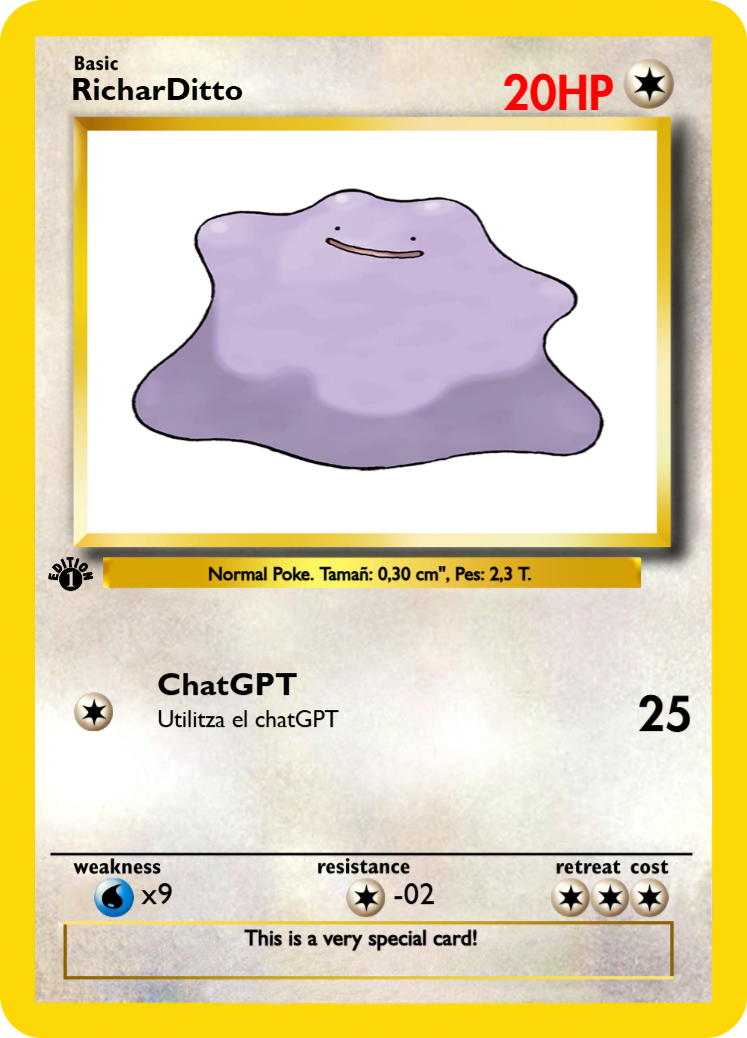 Basic
RicharDitto
20HP
EDITION
1
Normal Poke. Tamañ: 0,30 cm", Pes: 2,3 T.
ChatGPT
Utilitza el chatGPT
25
weakness
x9
resistance
-02
retreat cost
This is a very special card!